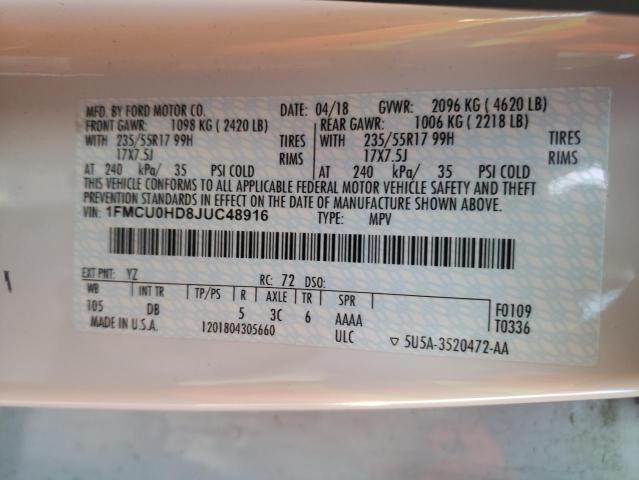 MFD. BY FORD MOTOR CO. DATE: 04/18 GVWR: 2096 KG ( 4620 LB)
FRONT GAWR: 1098 KG ( 2420 LB) REAR GAWR: 1006 KG ( 2218 LB)
WITH 235/55R17 99H TIRES WITH 235/55R17 99H TIRES
17X7.5J RIMS 17X7.5J RIMS
AT 240 kPa/ 35 PSI COLD AT 240 kPa/ 35 PSI COLD
THIS VEHICLE CONFORMS TO ALL APPLICABLE FEDERAL MOTOR VEHICLE SAFETY AND THEFT
PREVENTION STANDARDS IN EFFECT ON THE DATE OF MANUFACTURE SHOWN ABOVE.
VIN: 1FMCU0HD8JUC48916 TYPE: MPV
EXT PNT: YZ RC: 72 DSO:
WB INT TR TP/PS R AXLE TR SPR F0109
105 DB 5 3C 6 AAAA T0336
MADE IN U.S.A. 1201804305660 ULC ▽ 5U5A-3520472-AA